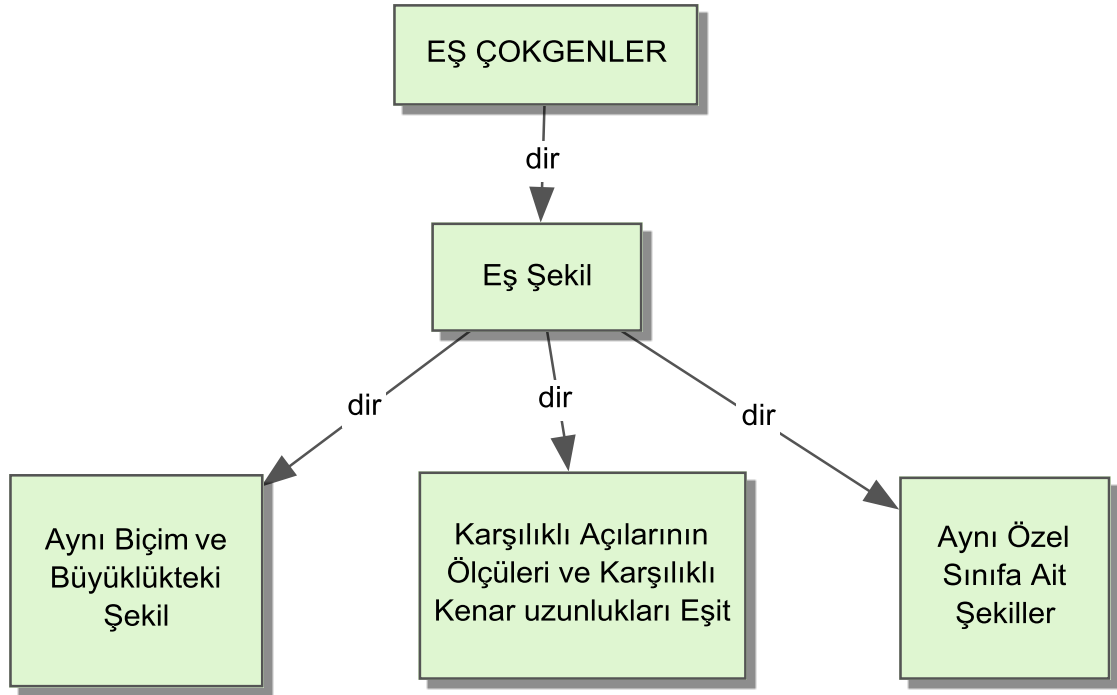 EŞ ÇOKGENLER
dir
Eş Şekil
dir
dir
dir
Aynı Biçim ve
Büyüklükteki
Şekil
Karşılıklı Açılarının
Ölçüleri ve Karşılıklı
Kenar uzunlukları Eşit
Aynı Özel
Sınıfa Ait
Şekiller